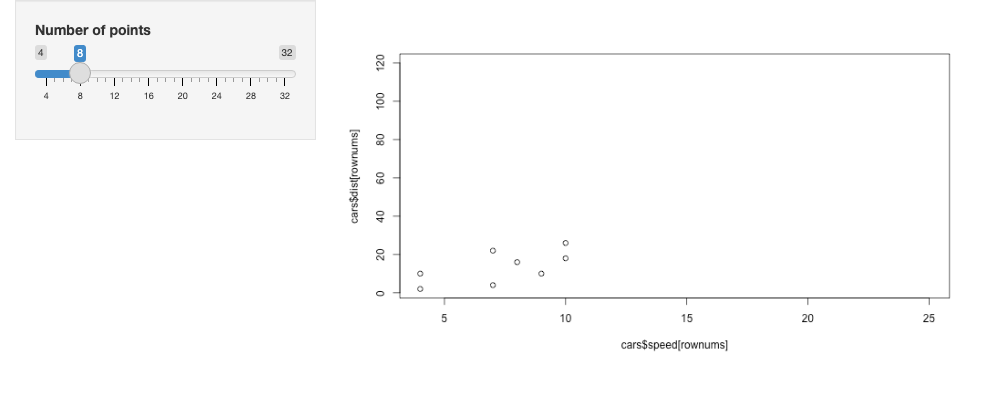 Number of points
4 8 32
4 8 12 16 20 24 28 32
120
100
80
60
40
20
0
cars$dist[rownums]
5 10 15 20 25
cars$speed[rownums]